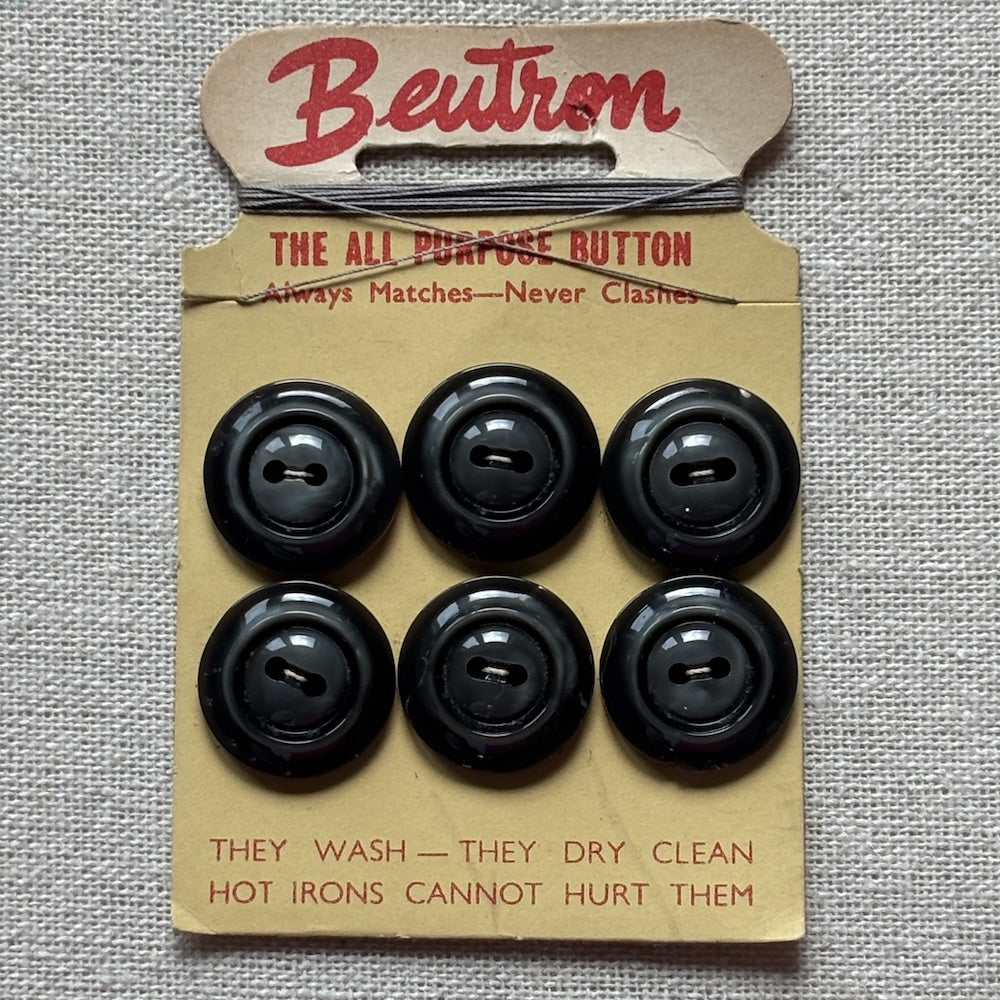 Beutron
THE ALL PURPOSE BUTTON
Always Matches—Never Clashes
THEY WASH — THEY DRY CLEAN
HOT IRONS CANNOT HURT THEM